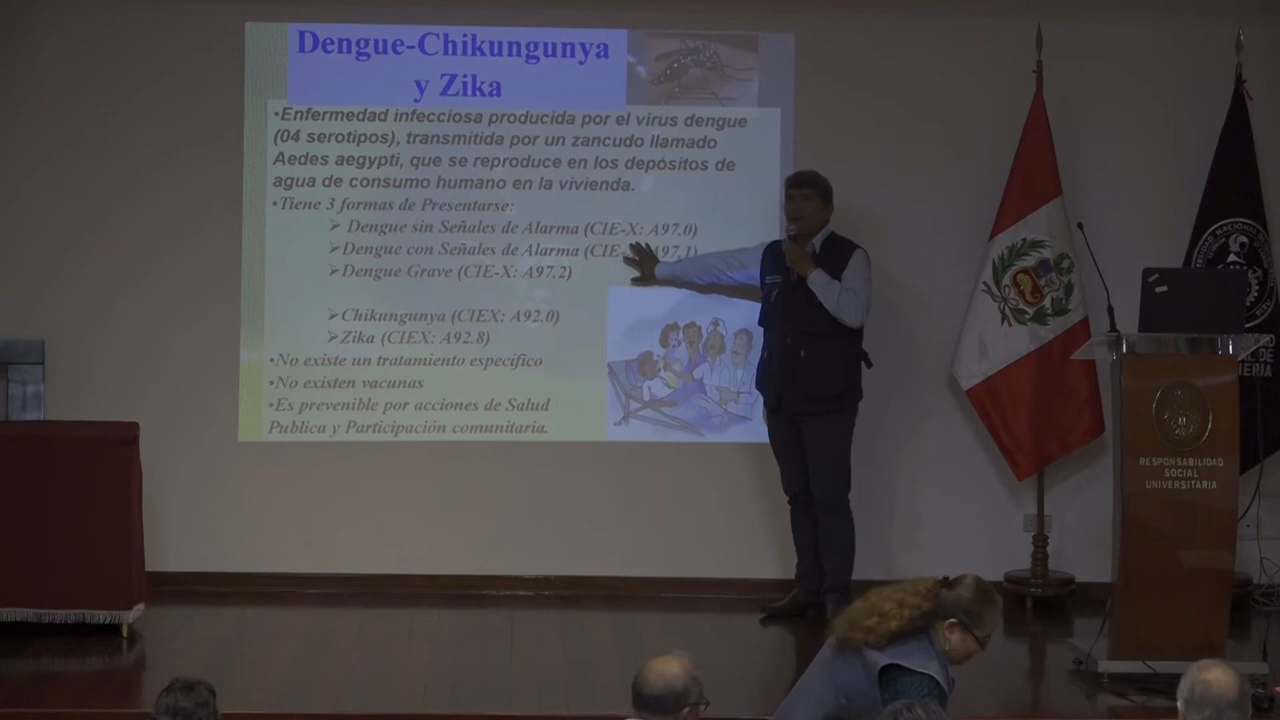 Dengue-Chikungunya
y Zika
•Enfermedad infecciosa producida por el virus dengue
(04 serotipos), transmitida por un zancudo llamado
Aedes aegypti, que se reproduce en los depósitos de
agua de consumo humano en la vivienda.
•Tiene 3 formas de Presentarse:
➢ Dengue sin Señales de Alarma (CIE-X: A97.0)
➢Dengue con Señales de Alarma (CIE- A97.1)
➢Dengue Grave (CIE-X: A97.2)
➢Chikungunya (CIEX: A92.0)
➢Zika (CIEX: A92.8)
•No existe un tratamiento específico
•No existen vacunas
•Es prevenible por acciones de Salud
Publica y Participación comunitaria.
RESPONSABILIDAD
SOCIAL
UNIVERSITARIA